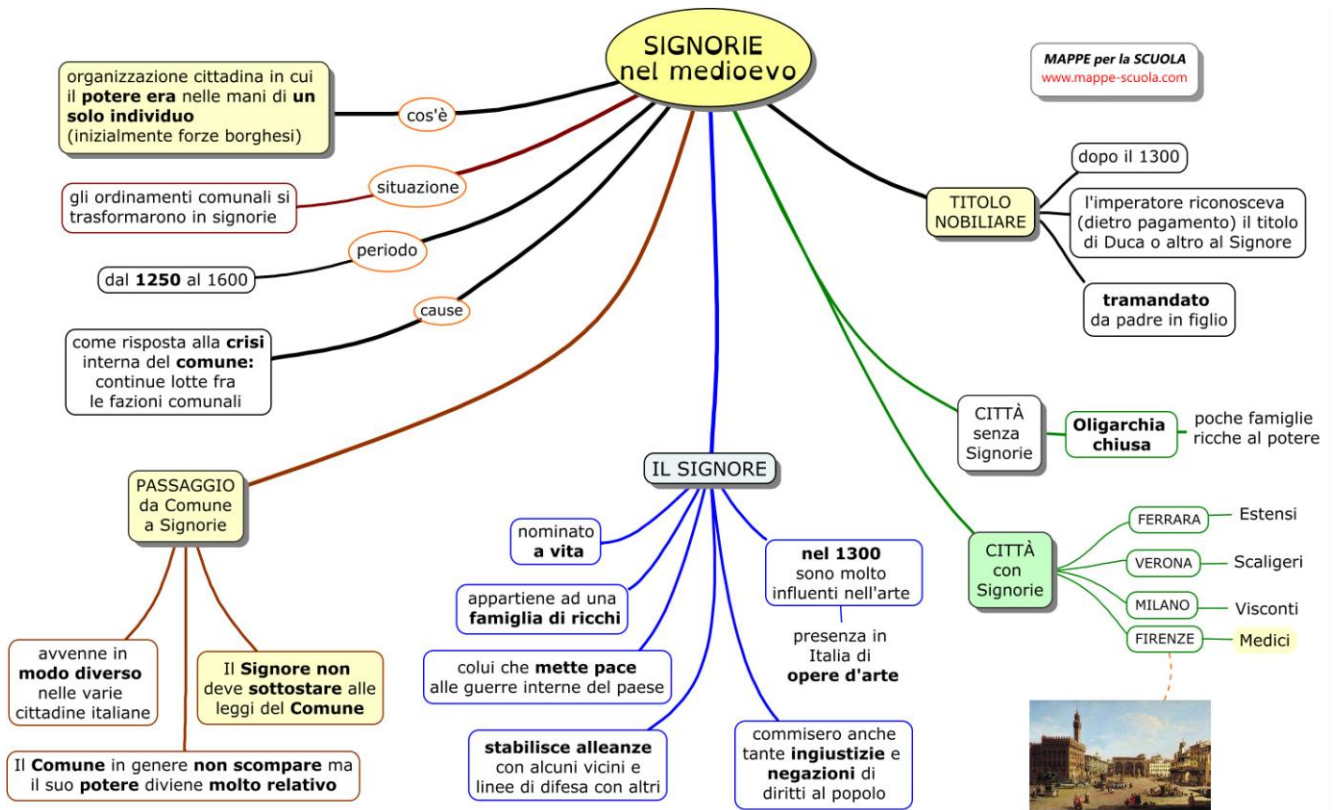 SIGNORIE
nel medioevo
MAPPE per la SCUOLA
www.mappe-scuola.com
cos'è
organizzazione cittadina in cui
il potere era nelle mani di un
solo individuo
(inizialmente forze borghesi)
situazione
gli ordinamenti comunali si
trasformarono in signorie
periodo
dal 1250 al 1600
cause
come risposta alla crisi
interna del comune:
continue lotte fra
le fazioni comunali
PASSAGGIO
da Comune
a Signorie
avvenne in
modo diverso
nelle varie
cittadine italiane
Il Comune in genere non scompare ma
il suo potere diviene molto relativo
Il Signore non
deve sottostare alle
leggi del Comune
IL SIGNORE
nominato
a vita
appartiene ad una
famiglia di ricchi
colui che mette pace
alle guerre interne del paese
stabilisce alleanze
con alcuni vicini e
linee di difesa con altri
commisero anche
tante ingiustizie e
negazioni di
diritti al popolo
nel 1300
sono molto
influenti nell'arte
presenza in
Italia di
opere d'arte
TITOLO
NOBILIARE
dopo il 1300
l'imperatore riconosceva
(dietro pagamento) il titolo
di Duca o altro al Signore
tramandato
da padre in figlio
CITTÀ
senza
Signorie
Oligarchia
chiusa
poche famiglie
ricche al potere
CITTÀ
con
Signorie
FERRARA
Estensi
VERONA
Scaligeri
MILANO
Visconti
FIRENZE
Medici